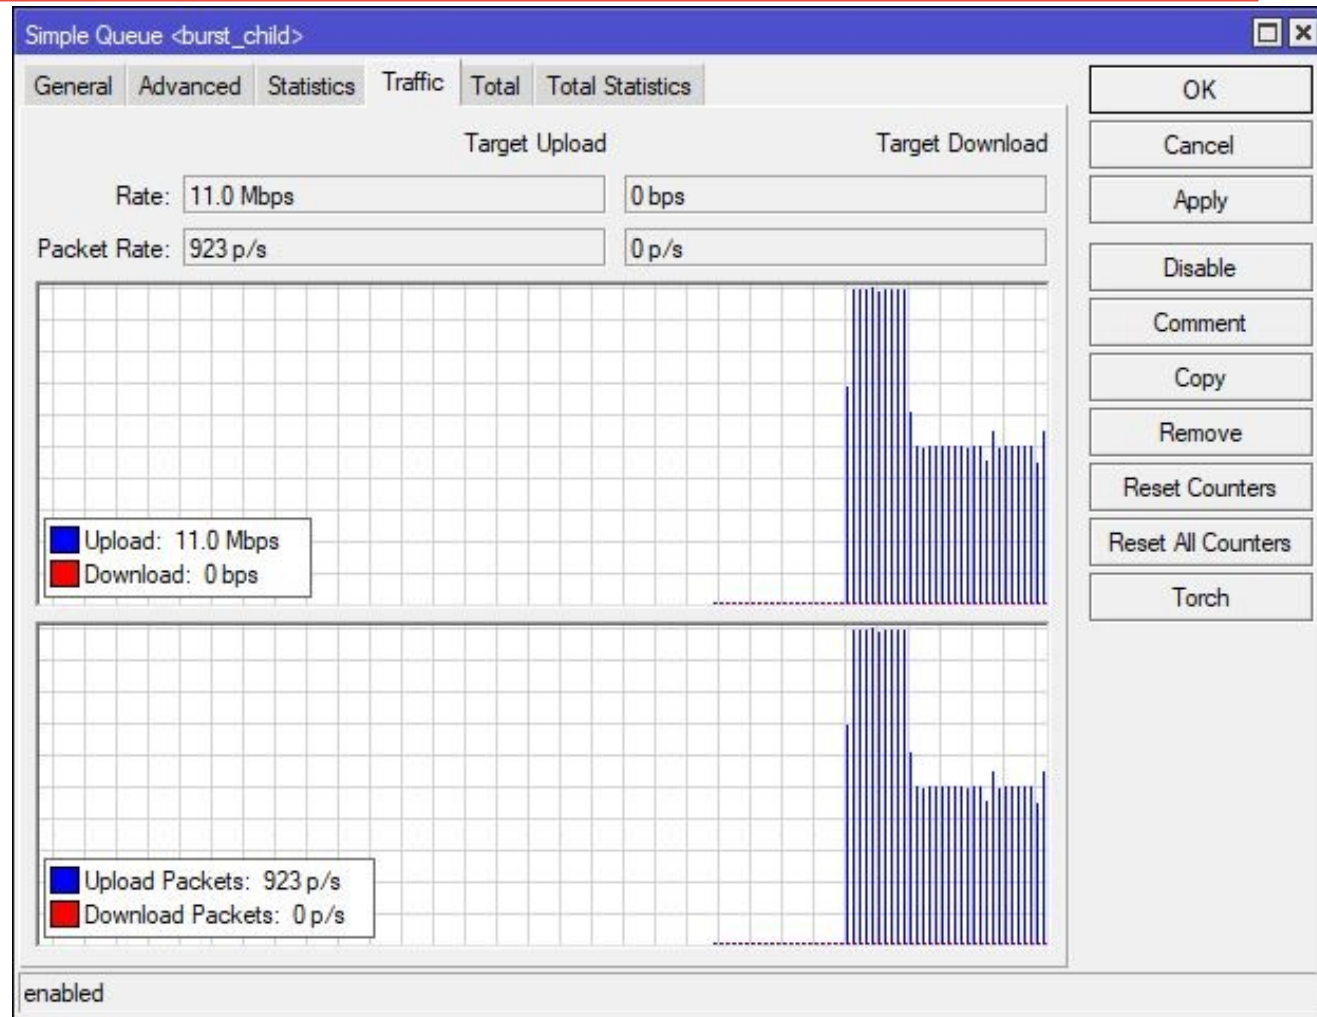 Simple Queue <burst_child>
General Advanced Statistics Traffic Total Total Statistics
Target Upload Target Download
Rate: 11.0 Mbps 0 bps
Packet Rate: 923 p/s 0 p/s
Upload: 11.0 Mbps
Download: 0 bps
Upload Packets: 923 p/s
Download Packets: 0 p/s
OK
Cancel
Apply
Disable
Comment
Copy
Remove
Reset Counters
Reset All Counters
Torch
enabled